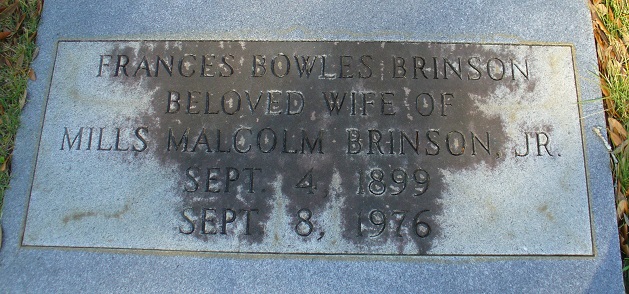 FRANCES BOWLES BRINSON
BELOVED WIFE OF
MILLS MALCOLM BRINSON, JR.
SEPT. 4, 1899
SEPT. 8, 1976